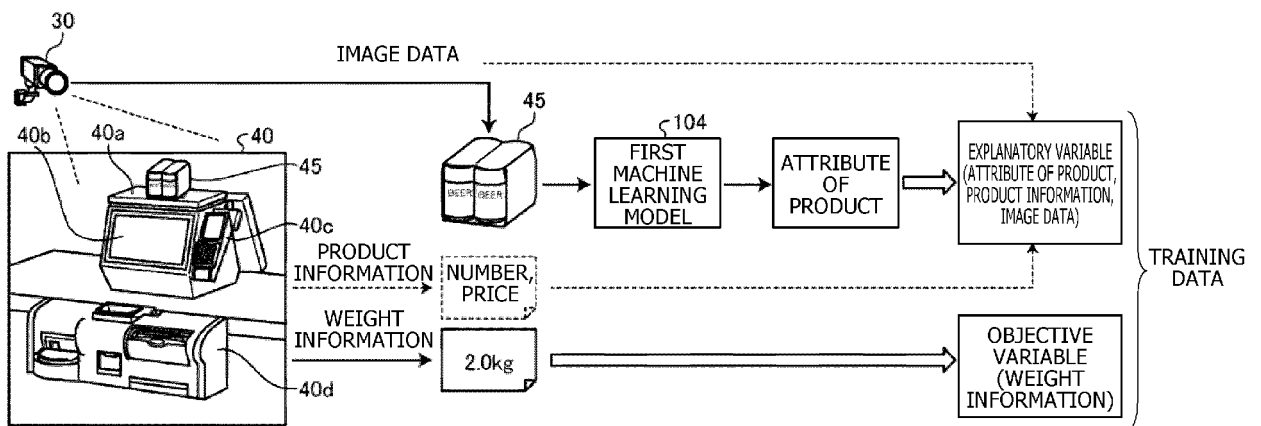 30
IMAGE DATA
45
40b
40a
40
45
104
FIRST
MACHINE
LEARNING
MODEL
ATTRIBUTE
OF
PRODUCT
EXPLANATORY VARIABLE
(ATTRIBUTE OF PRODUCT,
PRODUCT INFORMATION,
IMAGE DATA)
BEER
BEER
40c
PRODUCT
INFORMATION
NUMBER,
PRICE
TRAINING
DATA
WEIGHT
INFORMATION
2.0kg
OBJECTIVE
VARIABLE
(WEIGHT
INFORMATION)
40d